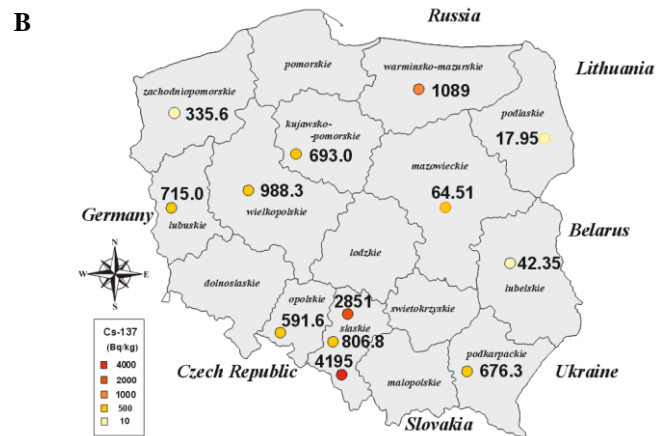 B
Russia
pomorskie
warminsko-mazurskie
1089
Lithuania
zachodniopomorskie
335.6
kujawsko-
-pomorskie
693.0
podlaskie
17.95
mazowieckie
64.51
715.0
lubuskie
988.3
wielkopolskie
Germany
Belarus
N
W
E
S
lodzkie
42.35
lubelskie
dolnoslaskie
opolskie
591.6
2851
slaskie
806.8
4195
swietokrzyskie
Cs-137
(Bq/kg)
4000
2000
1000
500
10
Czech Republic
malopolskie
podkarpackie
676.3
Ukraine
Slovakia